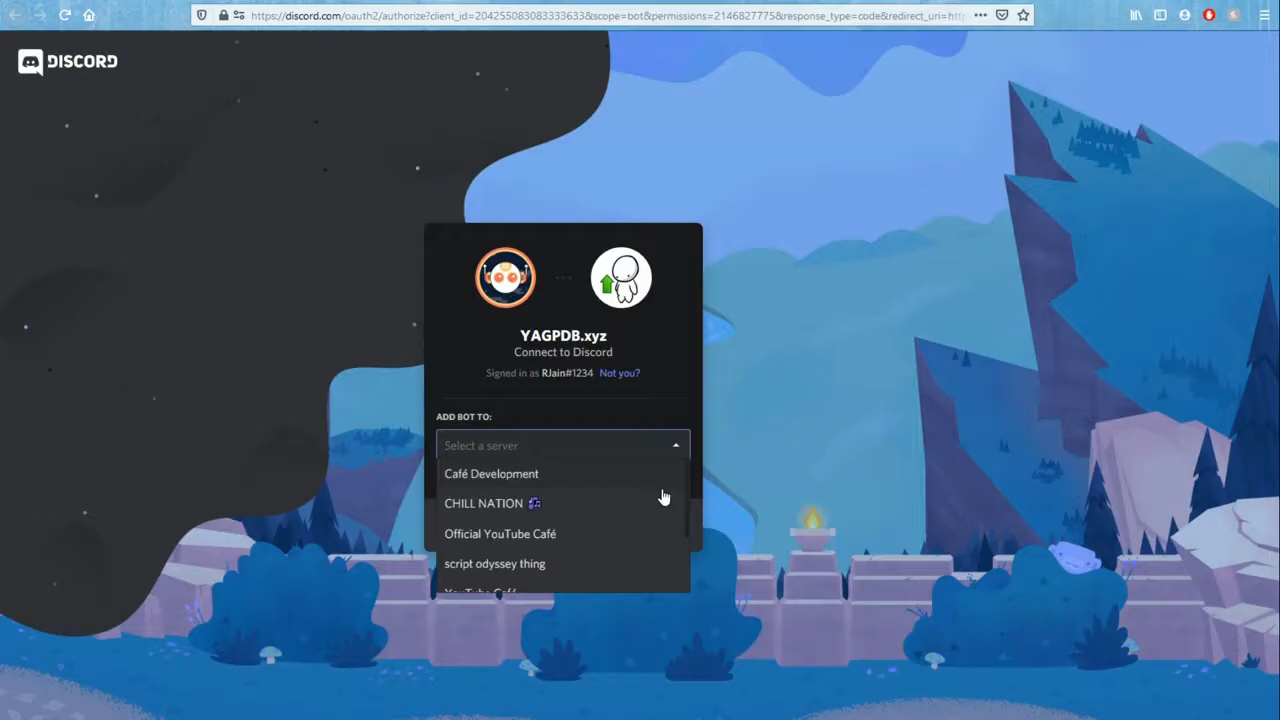 https://discord.com/oauth2/authorize?client_id=204255083083333633&scope=bot&permissions=2146827775&response_type=code&redirect_uri=htt
DISCORD
YAGPDB.xyz
Connect to Discord
Signed in as RJain#1234 Not you?
ADD BOT TO:
Select a server
Café Development
CHILL NATION
Official YouTube Café
script odyssey thing
YouTube Café